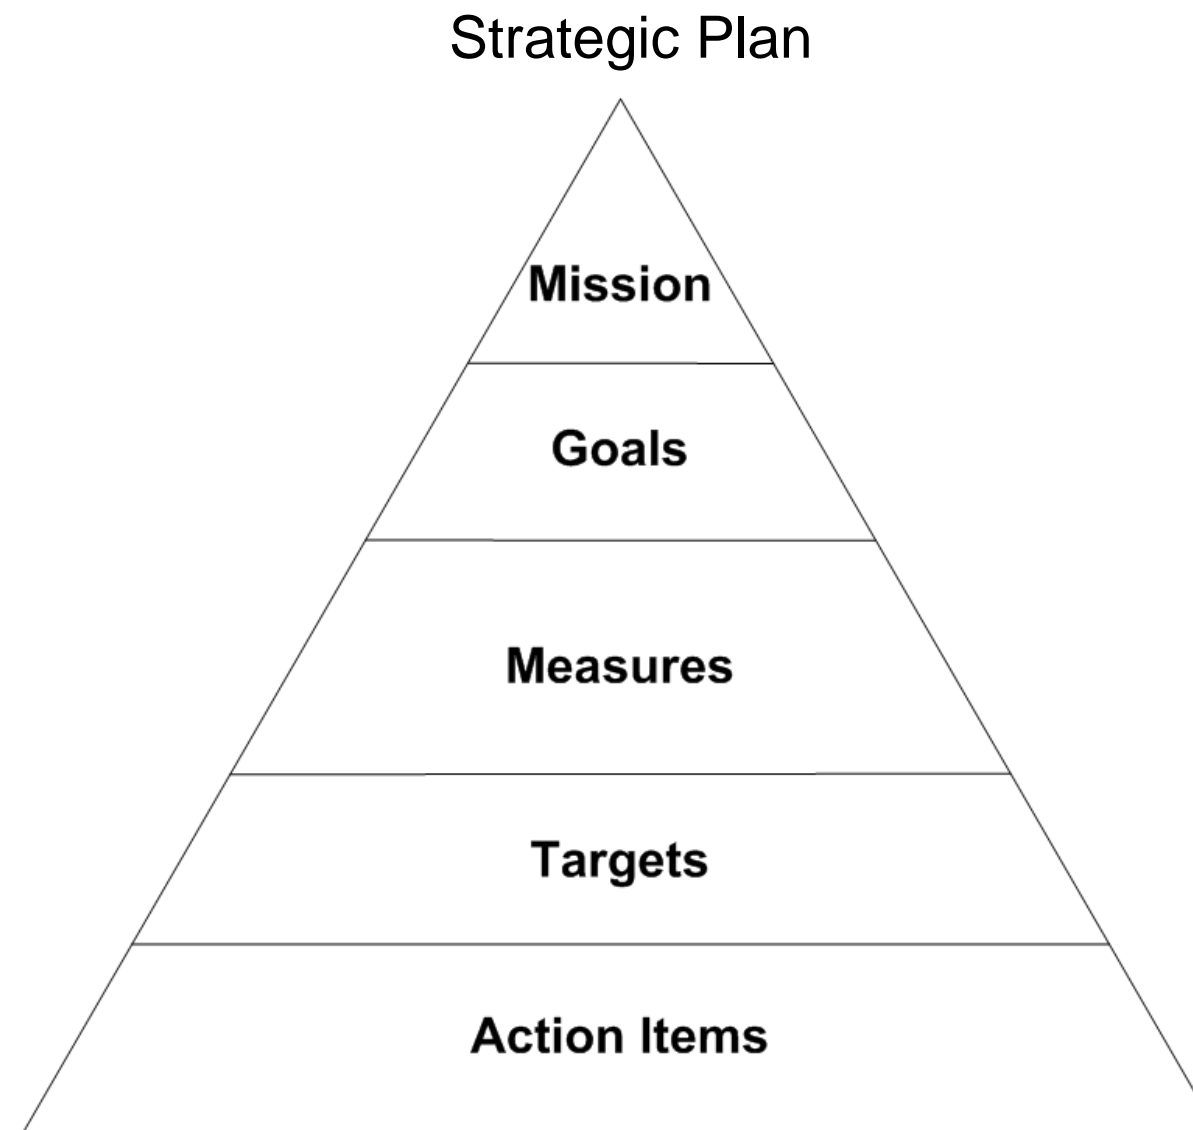 Strategic Plan
Mission
Goals
Measures
Targets
Action Items